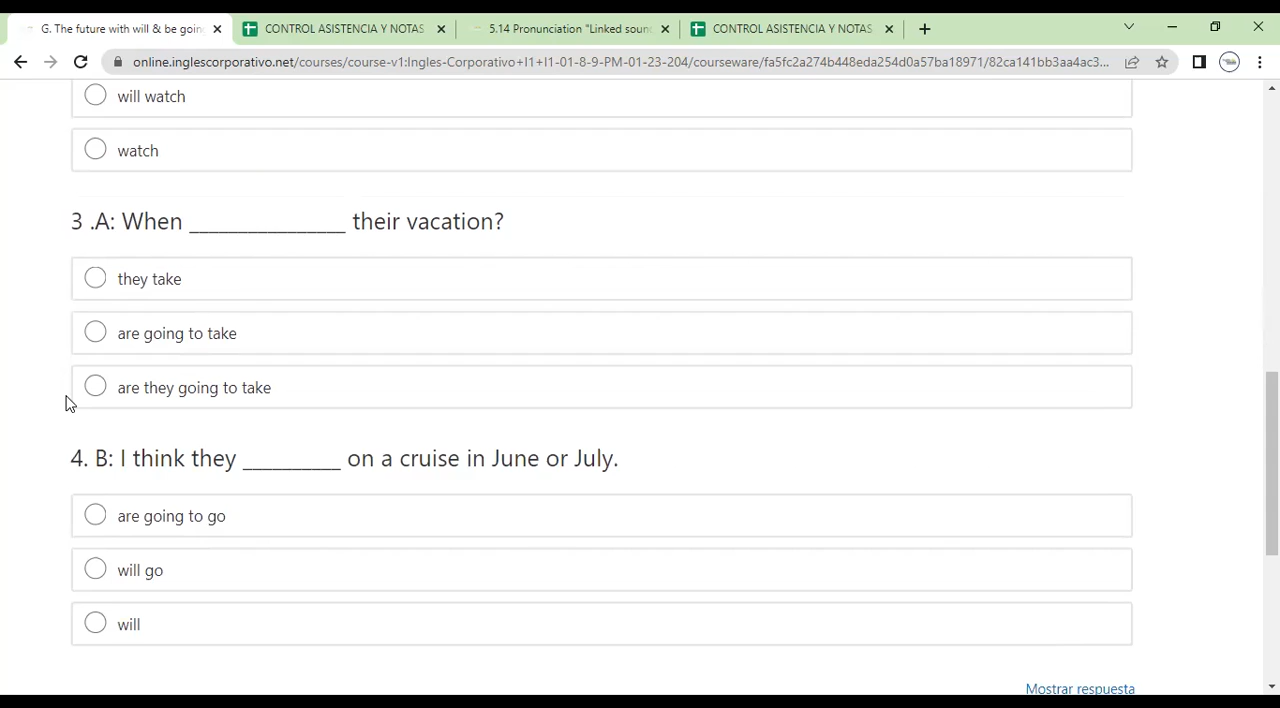 G. The future with will & be goin
CONTROL ASISTENCIA Y NOTAS
5.14 Pronunciation "Linked soun
CONTROL ASISTENCIA Y NOTAS
online.inglescorporativo.net/courses/course-v1:Ingles-Corporativo+I1+I1-01-8-9-PM-01-23-204/courseware/fa5fc2a274b448eda254d0a57ba18971/82ca141bb3aa4ac3...
will watch
watch
3 .A: When ________________ their vacation?
they take
are going to take
are they going to take
4. B: I think they __________ on a cruise in June or July.
are going to go
will go
will
Mostrar respuesta